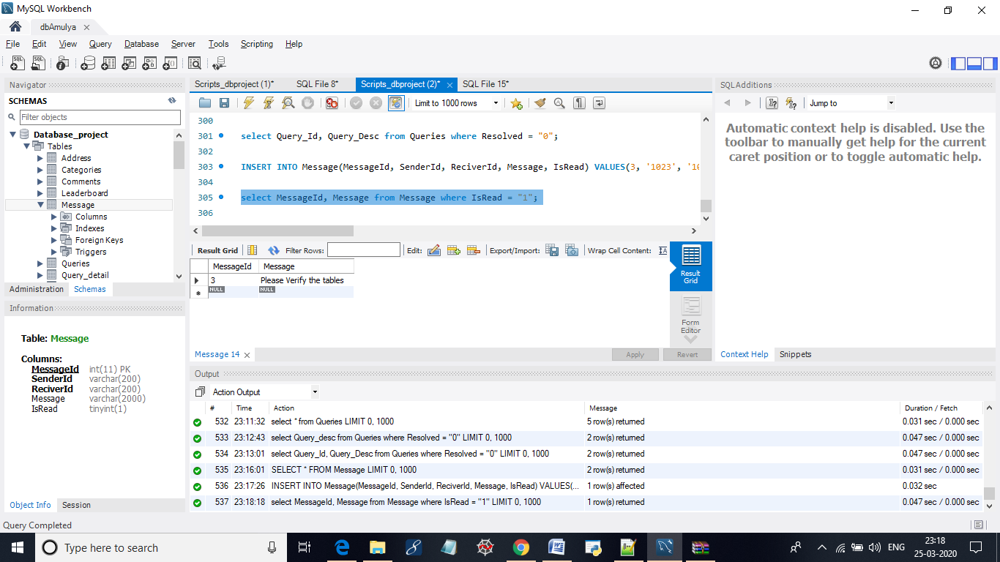 MySQL Workbench
dbAmulya
File Edit View Query Database Server Tools Scripting Help
Navigator
SCHEMAS
Filter objects
Database_project
Tables
Address
Categories
Comments
Leaderboard
Message
Columns
Indexes
Foreign Keys
Triggers
Queries
Query_detail
Administration Schemas
Information
Table: Message
Columns:
MessageId int(11) PK
SenderId varchar(200)
ReciverId varchar(200)
Message varchar(2000)
IsRead tinyint(1)
Object Info Session
Scripts_dbproject (1)* SQL File 8* Scripts_dbproject (2)* SQL File 15*
Limit to 1000 rows
300
301 select Query_Id, Query_Desc from Queries where Resolved = "0";
302
303 INSERT INTO Message(MessageId, SenderId, ReciverId, Message, IsRead) VALUES(3, '1023', '10
304
305 select MessageId, Message from Message where IsRead = "1";
306
Result Grid Filter Rows: Edit: Export/Import: Wrap Cell Content:
MessageId Message
3 Please Verify the tables
NULL NULL
Result
Grid
Form
Editor
Message 14 Apply Revert
SQLAdditions
Jump to
Automatic context help is disabled. Use the
toolbar to manually get help for the current
caret position or to toggle automatic help.
Context Help Snippets
Output
Action Output
# Time Action Message Duration / Fetch
532 23:11:32 select * from Queries LIMIT 0, 1000 5 row(s) returned 0.031 sec / 0.000 sec
533 23:12:43 select Query_desc from Queries where Resolved = "0" LIMIT 0, 1000 2 row(s) returned 0.047 sec / 0.000 sec
534 23:13:01 select Query_Id, Query_Desc from Queries where Resolved = "0" LIMIT 0, 1000 2 row(s) returned 0.047 sec / 0.000 sec
535 23:16:01 SELECT * FROM Message LIMIT 0, 1000 2 row(s) returned 0.031 sec / 0.000 sec
536 23:17:26 INSERT INTO Message(MessageId, SenderId, ReciverId, Message, IsRead) VALUES(... 1 row(s) affected 0.032 sec
537 23:18:18 select MessageId, Message from Message where IsRead = "1" LIMIT 0, 1000 1 row(s) returned 0.047 sec / 0.000 sec
Query Completed
Type here to search
ENG
23:18
25-03-2020